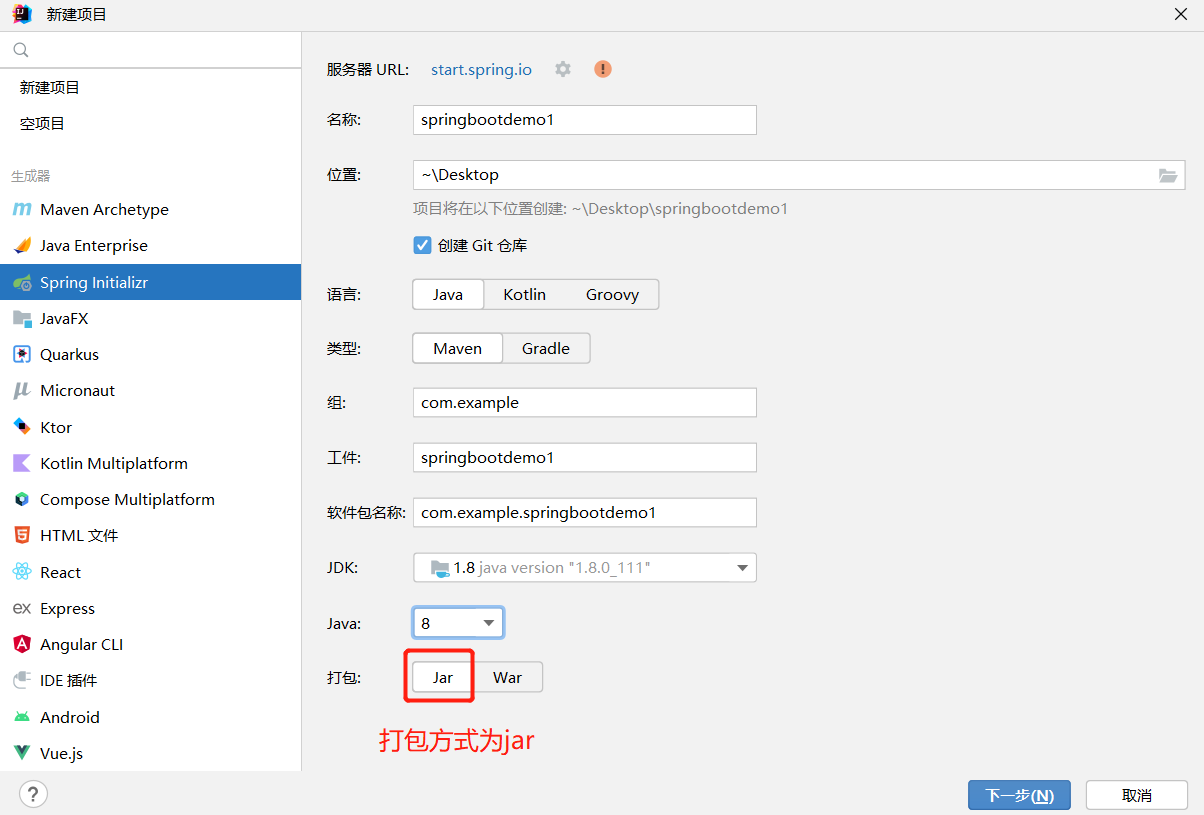 新建项目
新建项目
空项目
生成器
Maven Archetype
Java Enterprise
Spring Initializr
JavaFX
Quarkus
Micronaut
Ktor
Kotlin Multiplatform
Compose Multiplatform
HTML 文件
React
ex Express
Angular CLI
IDE 插件
Android
Vue.js
?
服务器 URL: start.spring.io
名称: springbootdemo1
位置: ~\Desktop
项目将在以下位置创建: ~\Desktop\springbootdemo1
创建 Git 仓库
语言: Java Kotlin Groovy
类型: Maven Gradle
组: com.example
工件: springbootdemo1
软件包名称: com.example.springbootdemo1
JDK: 1.8 java version "1.8.0_111"
Java: 8
打包: Jar War
打包方式为jar
下一步(N) 取消